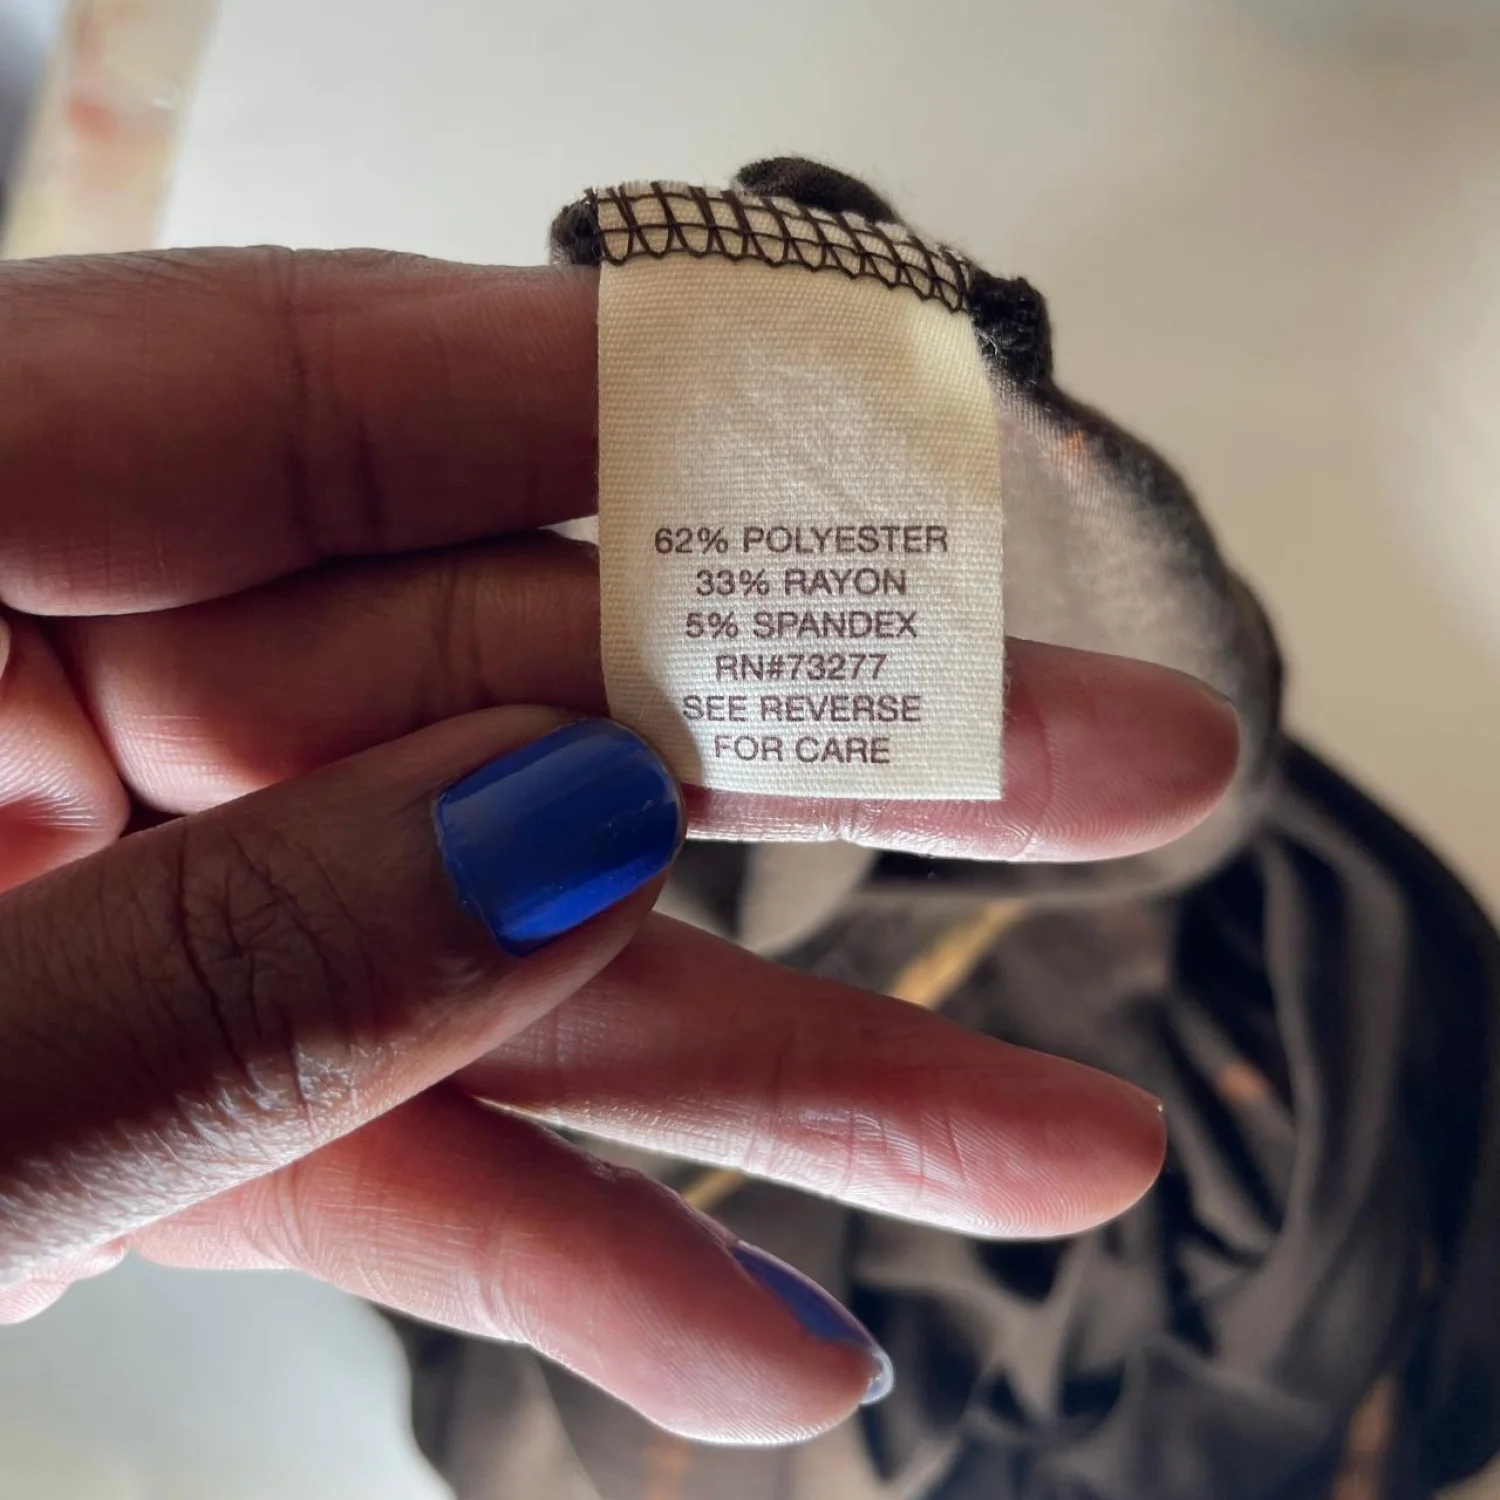 62% POLYESTER
33% RAYON
5% SPANDEX
RN#73277
SEE REVERSE
FOR CARE